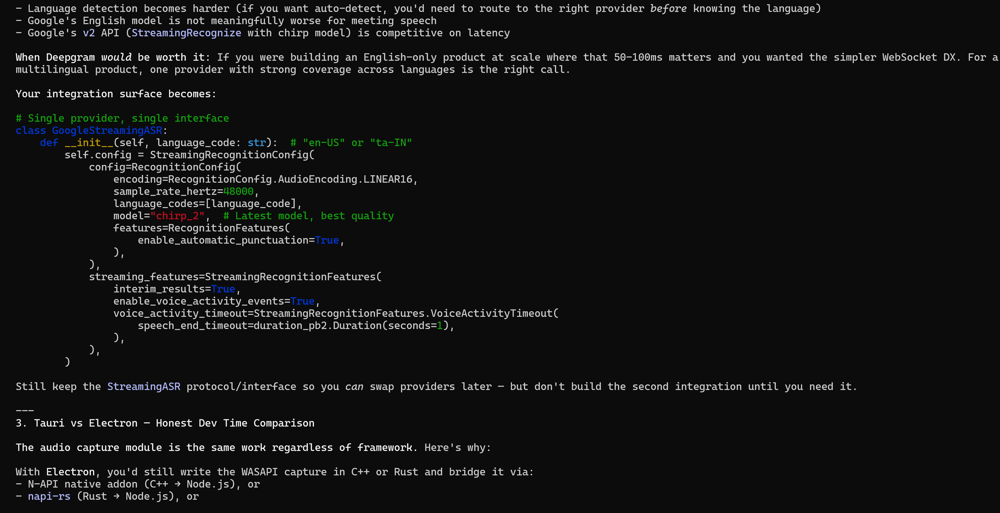 - Language detection becomes harder (if you want auto-detect, you'd need to route to the right provider before knowing the language)
- Google's English model is not meaningfully worse for meeting speech
- Google's v2 API (StreamingRecognize with chirp model) is competitive on latency

When Deepgram would be worth it: If you were building an English-only product at scale where that 50-100ms matters and you wanted the simpler WebSocket DX. For a
multilingual product, one provider with strong coverage across languages is the right call.

Your integration surface becomes:

# Single provider, single interface
class GoogleStreamingASR:
    def __init__(self, language_code: str):  # "en-US" or "ta-IN"
        self.config = StreamingRecognitionConfig(
            config=RecognitionConfig(
                encoding=RecognitionConfig.AudioEncoding.LINEAR16,
                sample_rate_hertz=48000,
                language_codes=[language_code],
                model="chirp_2",  # Latest model, best quality
                features=RecognitionFeatures(
                    enable_automatic_punctuation=True,
                ),
            ),
            streaming_features=StreamingRecognitionFeatures(
                interim_results=True,
                enable_voice_activity_events=True,
                voice_activity_timeout=StreamingRecognitionFeatures.VoiceActivityTimeout(
                    speech_end_timeout=duration_pb2.Duration(seconds=1),
                ),
            ),
        )

Still keep the StreamingASR protocol/interface so you can swap providers later — but don't build the second integration until you need it.

---
3. Tauri vs Electron — Honest Dev Time Comparison

The audio capture module is the same work regardless of framework. Here's why:

With Electron, you'd still write the WASAPI capture in C++ or Rust and bridge it via:
- N-API native addon (C++ → Node.js), or
- napi-rs (Rust → Node.js), or